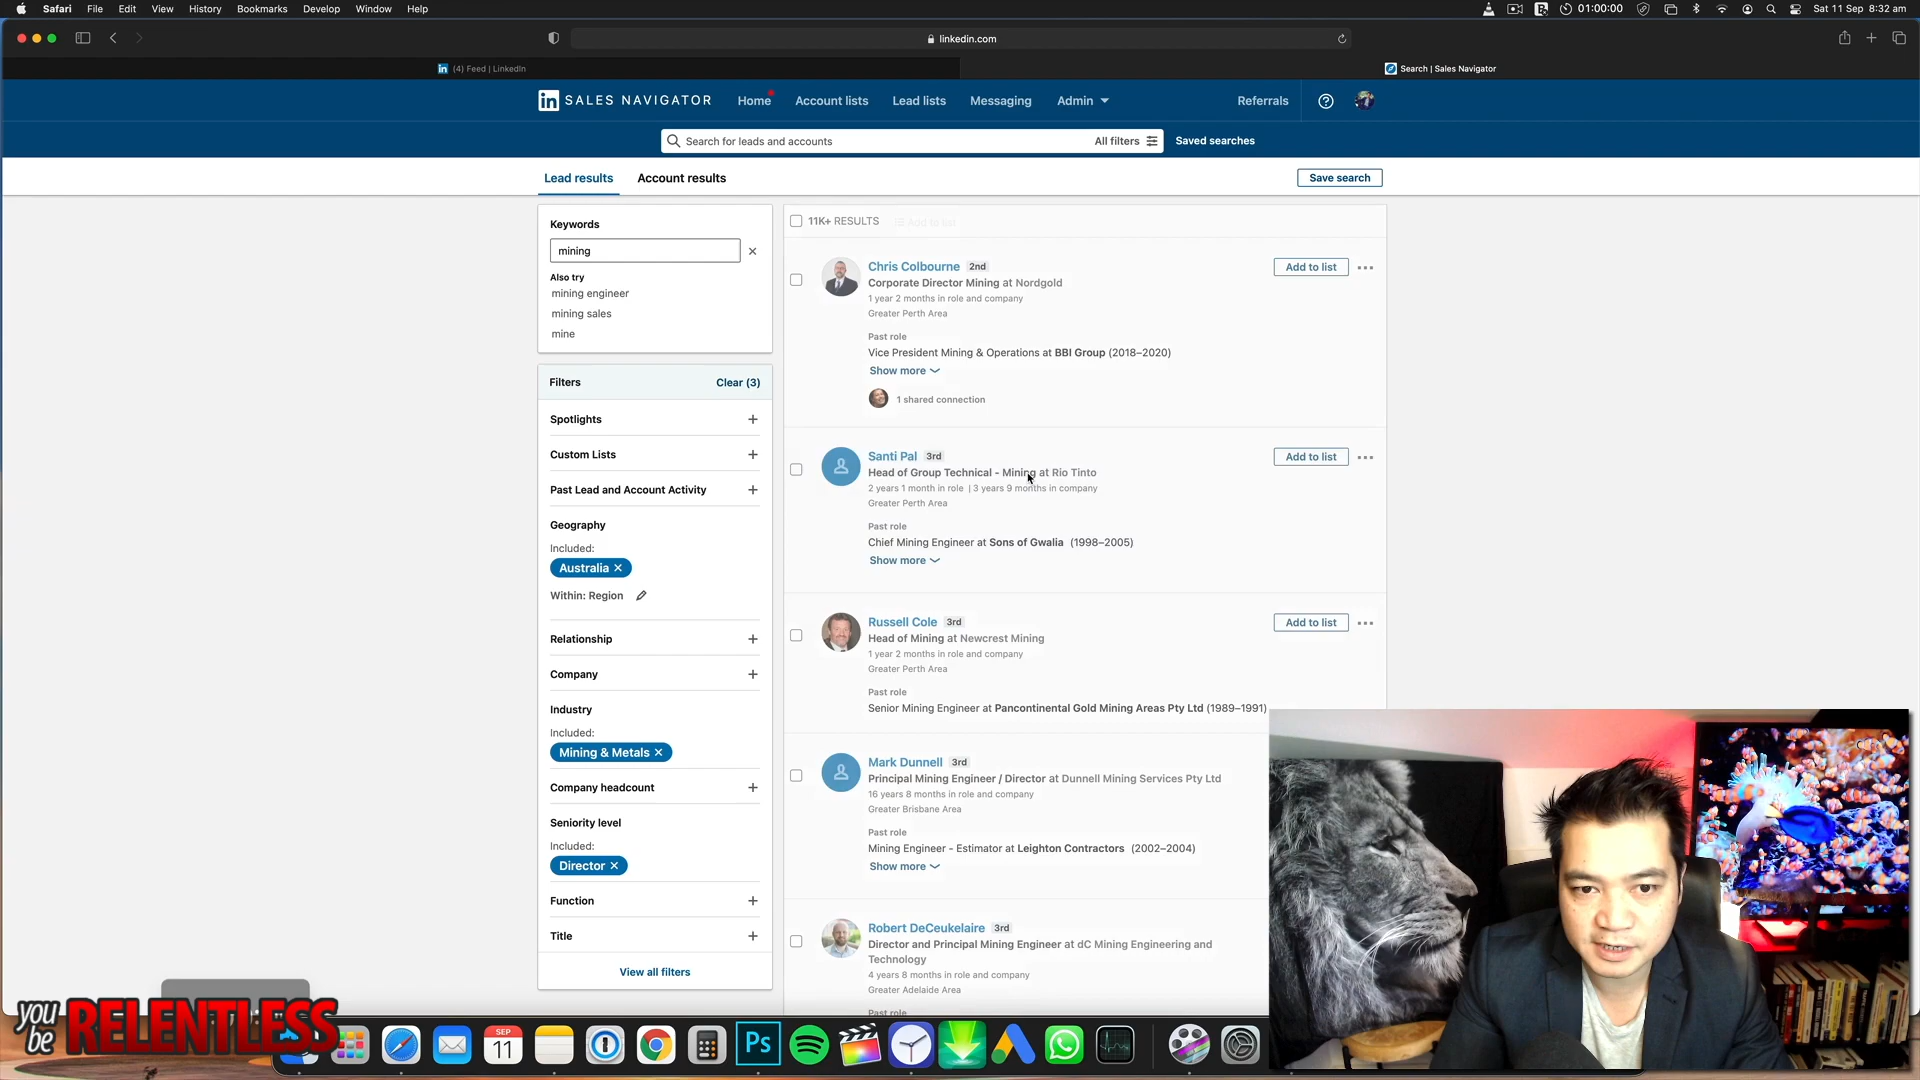 Safari File Edit View History Bookmarks Develop Window Help
01:00:00 Sat 11 Sep 8:32 am
linkedin.com
(4) Feed | LinkedIn
Search | Sales Navigator
in SALES NAVIGATOR Home Account lists Lead lists Messaging Admin Referrals
Search for leads and accounts All filters Saved searches
Lead results Account results Save search
Keywords
mining
Also try
mining engineer
mining sales
mine
Filters Clear (3)
Spotlights
Custom Lists
Past Lead and Account Activity
Geography
Included:
Australia
Within: Region
Relationship
Company
Industry
Included:
Mining & Metals
Company headcount
Seniority level
Included:
Director
Function
Title
View all filters
11K+ RESULTS Add to list
Chris Colbourne 2nd
Add to list
Corporate Director Mining at Nordgold
1 year 2 months in role and company
Greater Perth Area
Past role
Vice President Mining & Operations at BBI Group (2018–2020)
Show more
1 shared connection
Santi Pal 3rd
Add to list
Head of Group Technical - Mining at Rio Tinto
2 years 1 month in role | 3 years 9 months in company
Greater Perth Area
Past role
Chief Mining Engineer at Sons of Gwalia (1998–2005)
Show more
Russell Cole 3rd
Add to list
Head of Mining at Newcrest Mining
1 year 2 months in role and company
Greater Perth Area
Past role
Senior Mining Engineer at Pancontinental Gold Mining Areas Pty Ltd (1989–1991)
Mark Dunnell 3rd
Principal Mining Engineer / Director at Dunnell Mining Services Pty Ltd
16 years 8 months in role and company
Greater Brisbane Area
Past role
Mining Engineer - Estimator at Leighton Contractors (2002–2004)
Show more
Robert DeCeukelaire 3rd
Director and Principal Mining Engineer at dC Mining Engineering and
Technology
4 years 8 months in role and company
Greater Adelaide Area
Past role
you be RELENTLESS
SEP
11
Ps